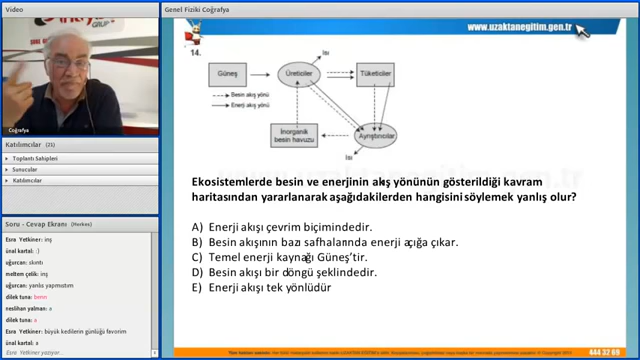 Video
Genel Fiziki Coğrafya
GRUP
Coğrafya
Katılımcılar (21)
Toplantı Sahipleri
Sunucular
Katılımcılar
Soru - Cevap Ekranı (Herkes)
Esra Yetkiner: inş
ünal kartal: :)
uğurcan: sıkıntı
meltem çelik: inş
uğurcan: yanlış yapmıstım
dilek tuna: benn
neslihan yalman: a
dilek tuna: a
Esra Yetkiner: büyük kedilerin günlüğü favorim
ünal kartal: a
Esra Yetkiner yazıyor...
www.uzaktanegitim.gen.tr
14.
Isı
Güneş
Üreticiler
Tüketiciler
Besin akış yönü
Enerji akış yönü
İnorganik
besin havuzu
Ayrıştırıcılar
Isı
Ekosistemlerde besin ve enerjinin akış yönünün gösterildiği kavram
haritasından yararlanarak aşağıdakilerden hangisini söylemek yanlış olur?
A) Enerji akışı çevrim biçimindedir.
B) Besin akışının bazı safhalarında enerji açığa çıkar.
C) Temel enerji kaynağı Güneş'tir.
D) Besin akışı bir döngü şeklindedir.
E) Enerji akışı tek yönlüdür
444 32 69